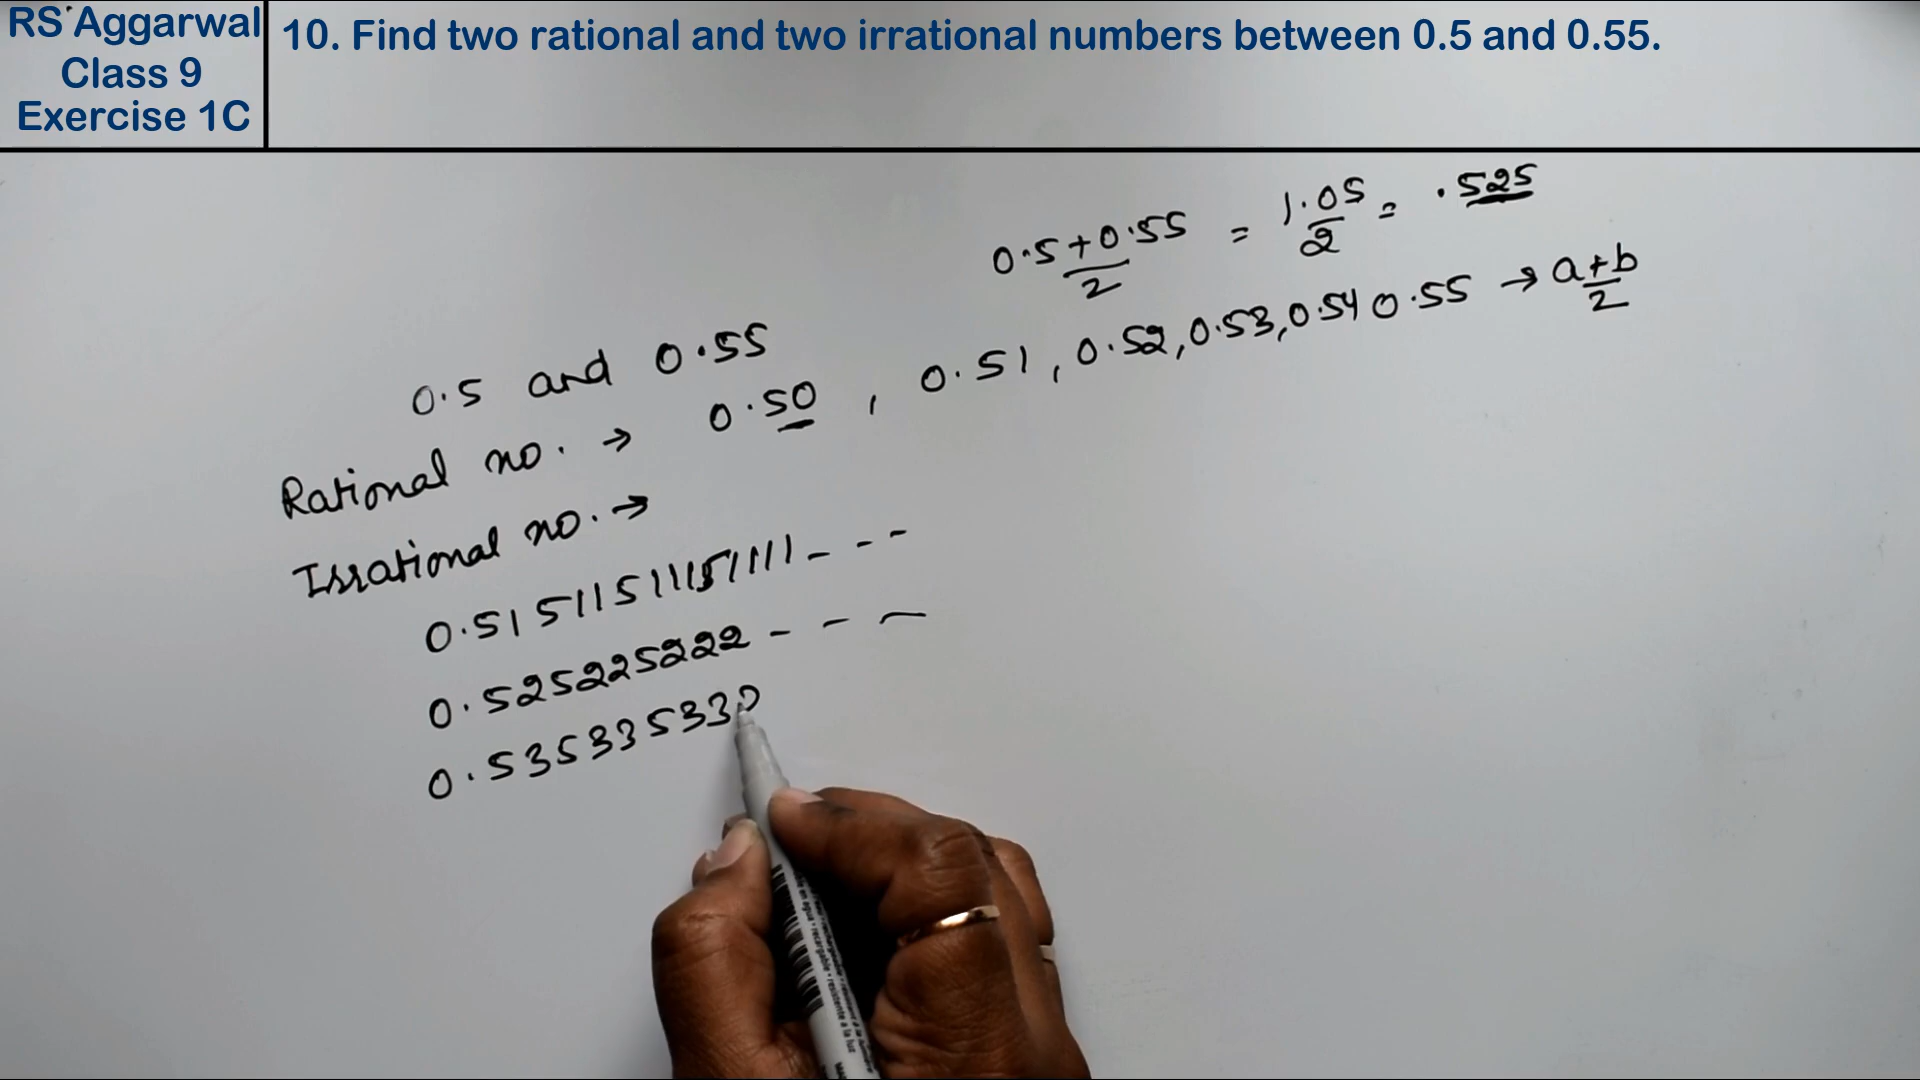 RS Aggarwal
Class 9
Exercise 1C
10. Find two rational and two irrational numbers between 0.5 and 0.55.
0.5+0.55/2 = 1.05/2 = .525
0.5 and 0.55
Rational no. → 0.50 , 0.51 , 0.52, 0.53, 0.54 0.55 → a+b/2
Irrational no. →
0.51511511151111- - -
0.525225222- - -
0.53533533